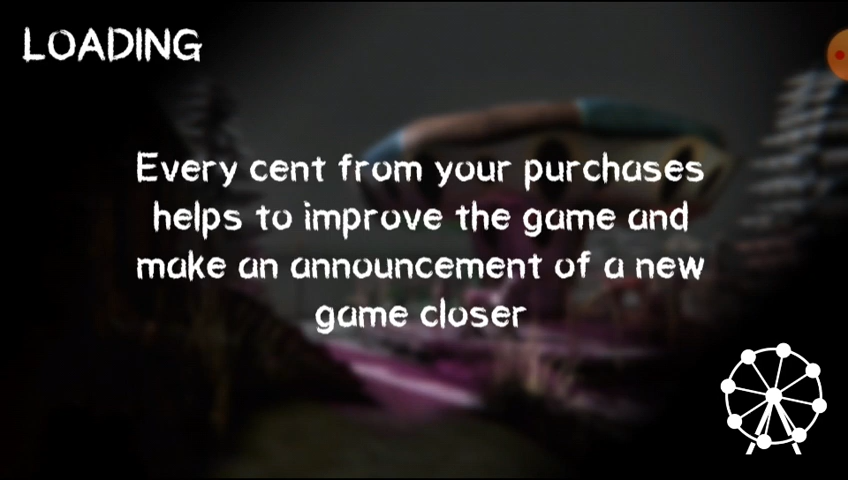 LOADING
Every cent from your purchases
helps to improve the game and
make an announcement of a new
game closer